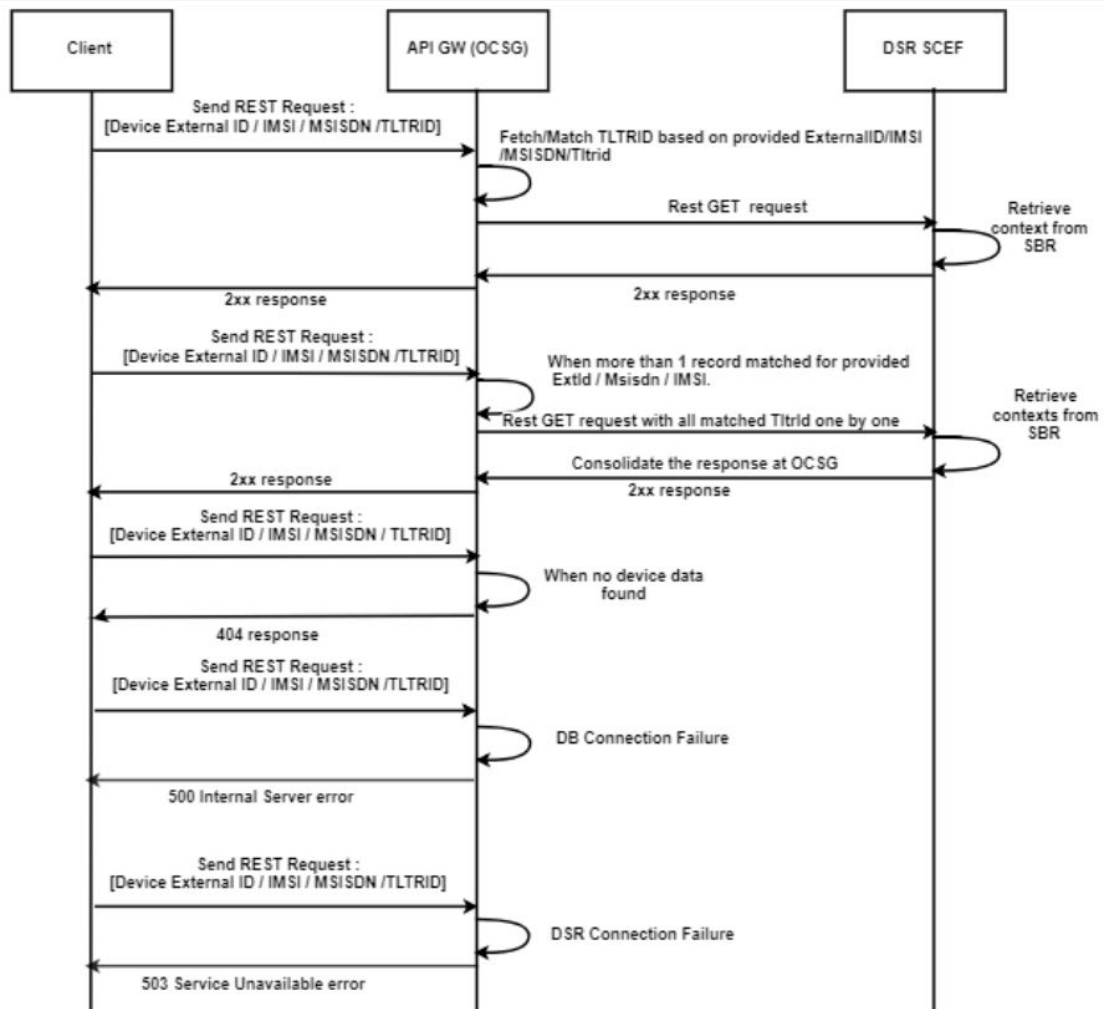 Client
API GW (OCSG)
DSR SCEF
Send REST Request :
[Device External ID / IMSI / MSISDN /TLTRID]
Fetch/Match TLTRID based on provided ExternalID/IMSI
/MSISDN/Tltrid
Rest GET request
Retrieve
context from
SBR
2xx response
2xx response
Send REST Request :
[Device External ID / IMSI / MSISDN /TLTRID]
When more than 1 record matched for provided
ExtId / Msisdn / IMSI.
Retrieve
contexts from
SBR
Rest GET request with all matched TltrId one by one
Consolidate the response at OCSG
2xx response
2xx response
Send REST Request :
[Device External ID / IMSI / MSISDN / TLTRID]
When no device data
found
404 response
Send REST Request :
[Device External ID / IMSI / MSISDN /TLTRID]
DB Connection Failure
500 Internal Server error
Send REST Request :
[Device External ID / IMSI / MSISDN /TLTRID]
DSR Connection Failure
503 Service Unavailable error